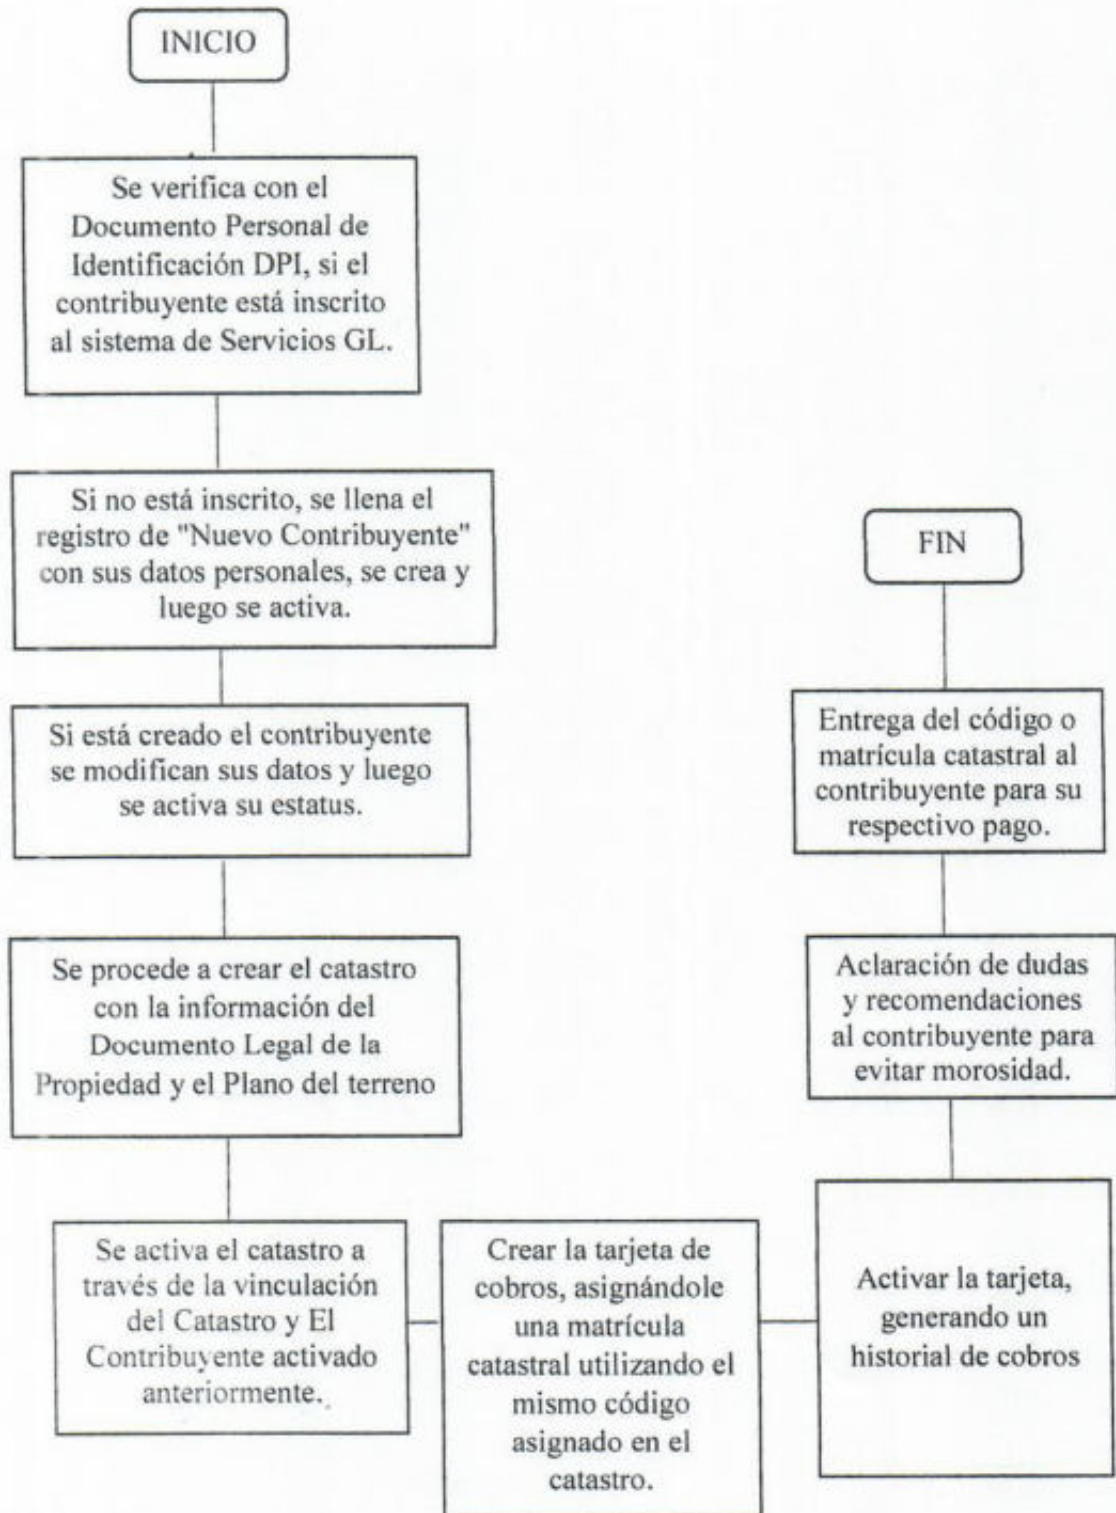 INICIO
Se verifica con el
Documento Personal de
Identificación DPI, si el
contribuyente está inscrito
al sistema de Servicios GL.
Si no está inscrito, se llena el
registro de "Nuevo Contribuyente"
con sus datos personales, se crea y
luego se activa.
Si está creado el contribuyente
se modifican sus datos y luego
se activa su estatus.
Se procede a crear el catastro
con la información del
Documento Legal de la
Propiedad y el Plano del terreno
Se activa el catastro a
través de la vinculación
del Catastro y El
Contribuyente activado
anteriormente.
Crear la tarjeta de
cobros, asignándole
una matrícula
catastral utilizando el
mismo código
asignado en el
catastro.
Activar la tarjeta,
generando un
historial de cobros
Aclaración de dudas
y recomendaciones
al contribuyente para
evitar morosidad.
Entrega del código o
matrícula catastral al
contribuyente para su
respectivo pago.
FIN